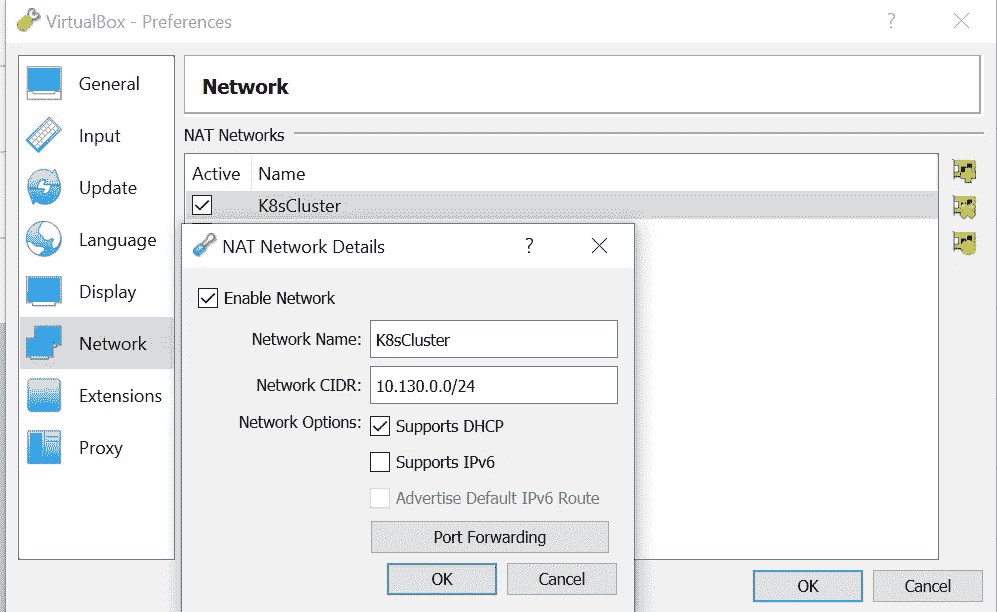 VirtualBox - Preferences ?
General
Input
Update
Language
Display
Network
Extensions
Proxy
Network
NAT Networks
Active Name
K8sCluster
NAT Network Details ?
Enable Network
Network Name: K8sCluster
Network CIDR: 10.130.0.0/24
Network Options: Supports DHCP
Supports IPv6
Advertise Default IPv6 Route
Port Forwarding
OK Cancel
OK Cancel